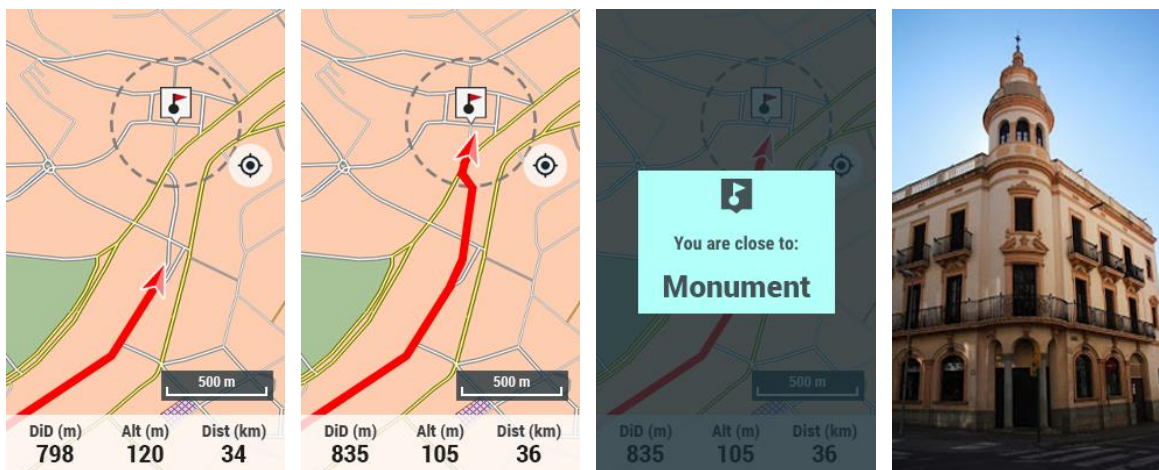 500 m
DiD (m) Alt (m) Dist (km)
798 120 34
500 m
DiD (m) Alt (m) Dist (km)
835 105 36
You are close to:
Monument
500 m
DiD (m) Alt (m) Dist (km)
835 105 36